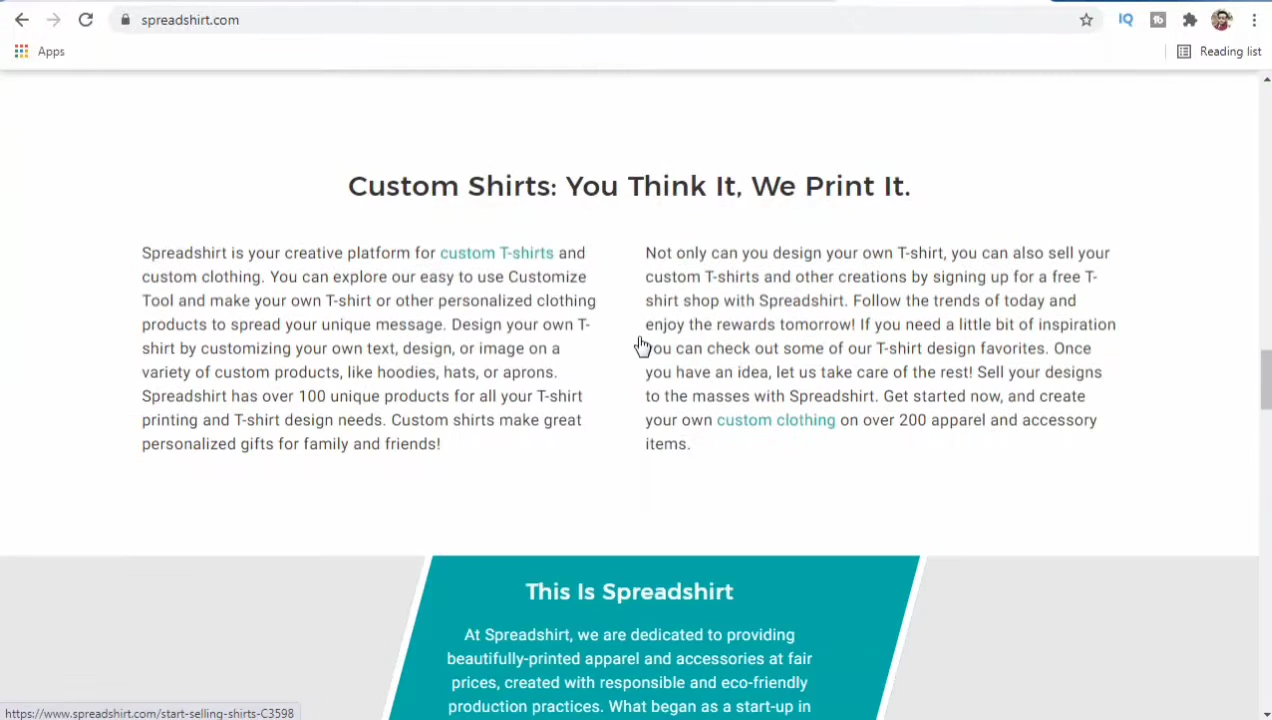 spreadshirt.com
IQ
Apps
Reading list
Custom Shirts: You Think It, We Print It.
Spreadshirt is your creative platform for custom T-shirts and
custom clothing. You can explore our easy to use Customize
Tool and make your own T-shirt or other personalized clothing
products to spread your unique message. Design your own T-
shirt by customizing your own text, design, or image on a
variety of custom products, like hoodies, hats, or aprons.
Spreadshirt has over 100 unique products for all your T-shirt
printing and T-shirt design needs. Custom shirts make great
personalized gifts for family and friends!
Not only can you design your own T-shirt, you can also sell your
custom T-shirts and other creations by signing up for a free T-
shirt shop with Spreadshirt. Follow the trends of today and
enjoy the rewards tomorrow! If you need a little bit of inspiration
you can check out some of our T-shirt design favorites. Once
you have an idea, let us take care of the rest! Sell your designs
to the masses with Spreadshirt. Get started now, and create
your own custom clothing on over 200 apparel and accessory
items.
This Is Spreadshirt
At Spreadshirt, we are dedicated to providing
beautifully-printed apparel and accessories at fair
prices, created with responsible and eco-friendly
production practices. What began as a start-up in
https://www.spreadshirt.com/start-selling-shirts-C3598